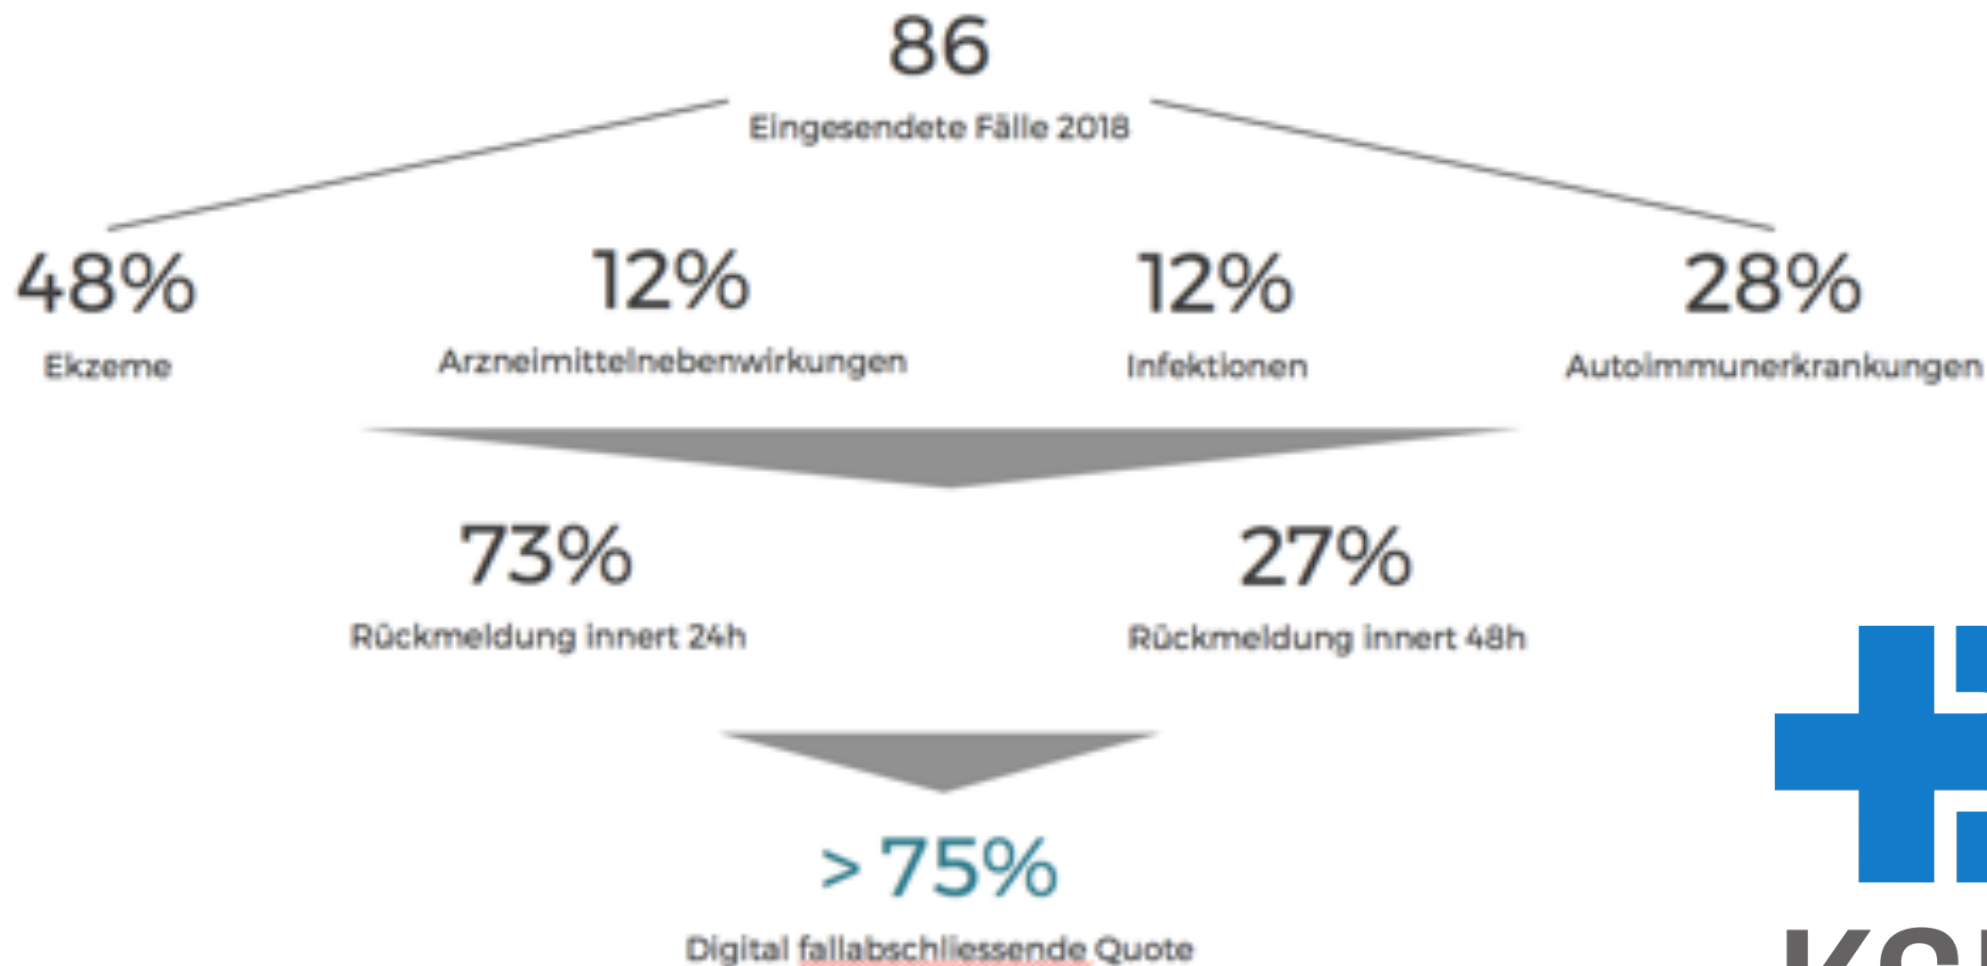 86
Eingesendete Fälle 2018
48% 12% 12% 28%
Ekzeme Arzneimittelnebenwirkungen Infektionen Autoimmunerkrankungen
73% 27%
Rückmeldung innert 24h Rückmeldung innert 48h
> 75%
Digital fallabschliessende Quote